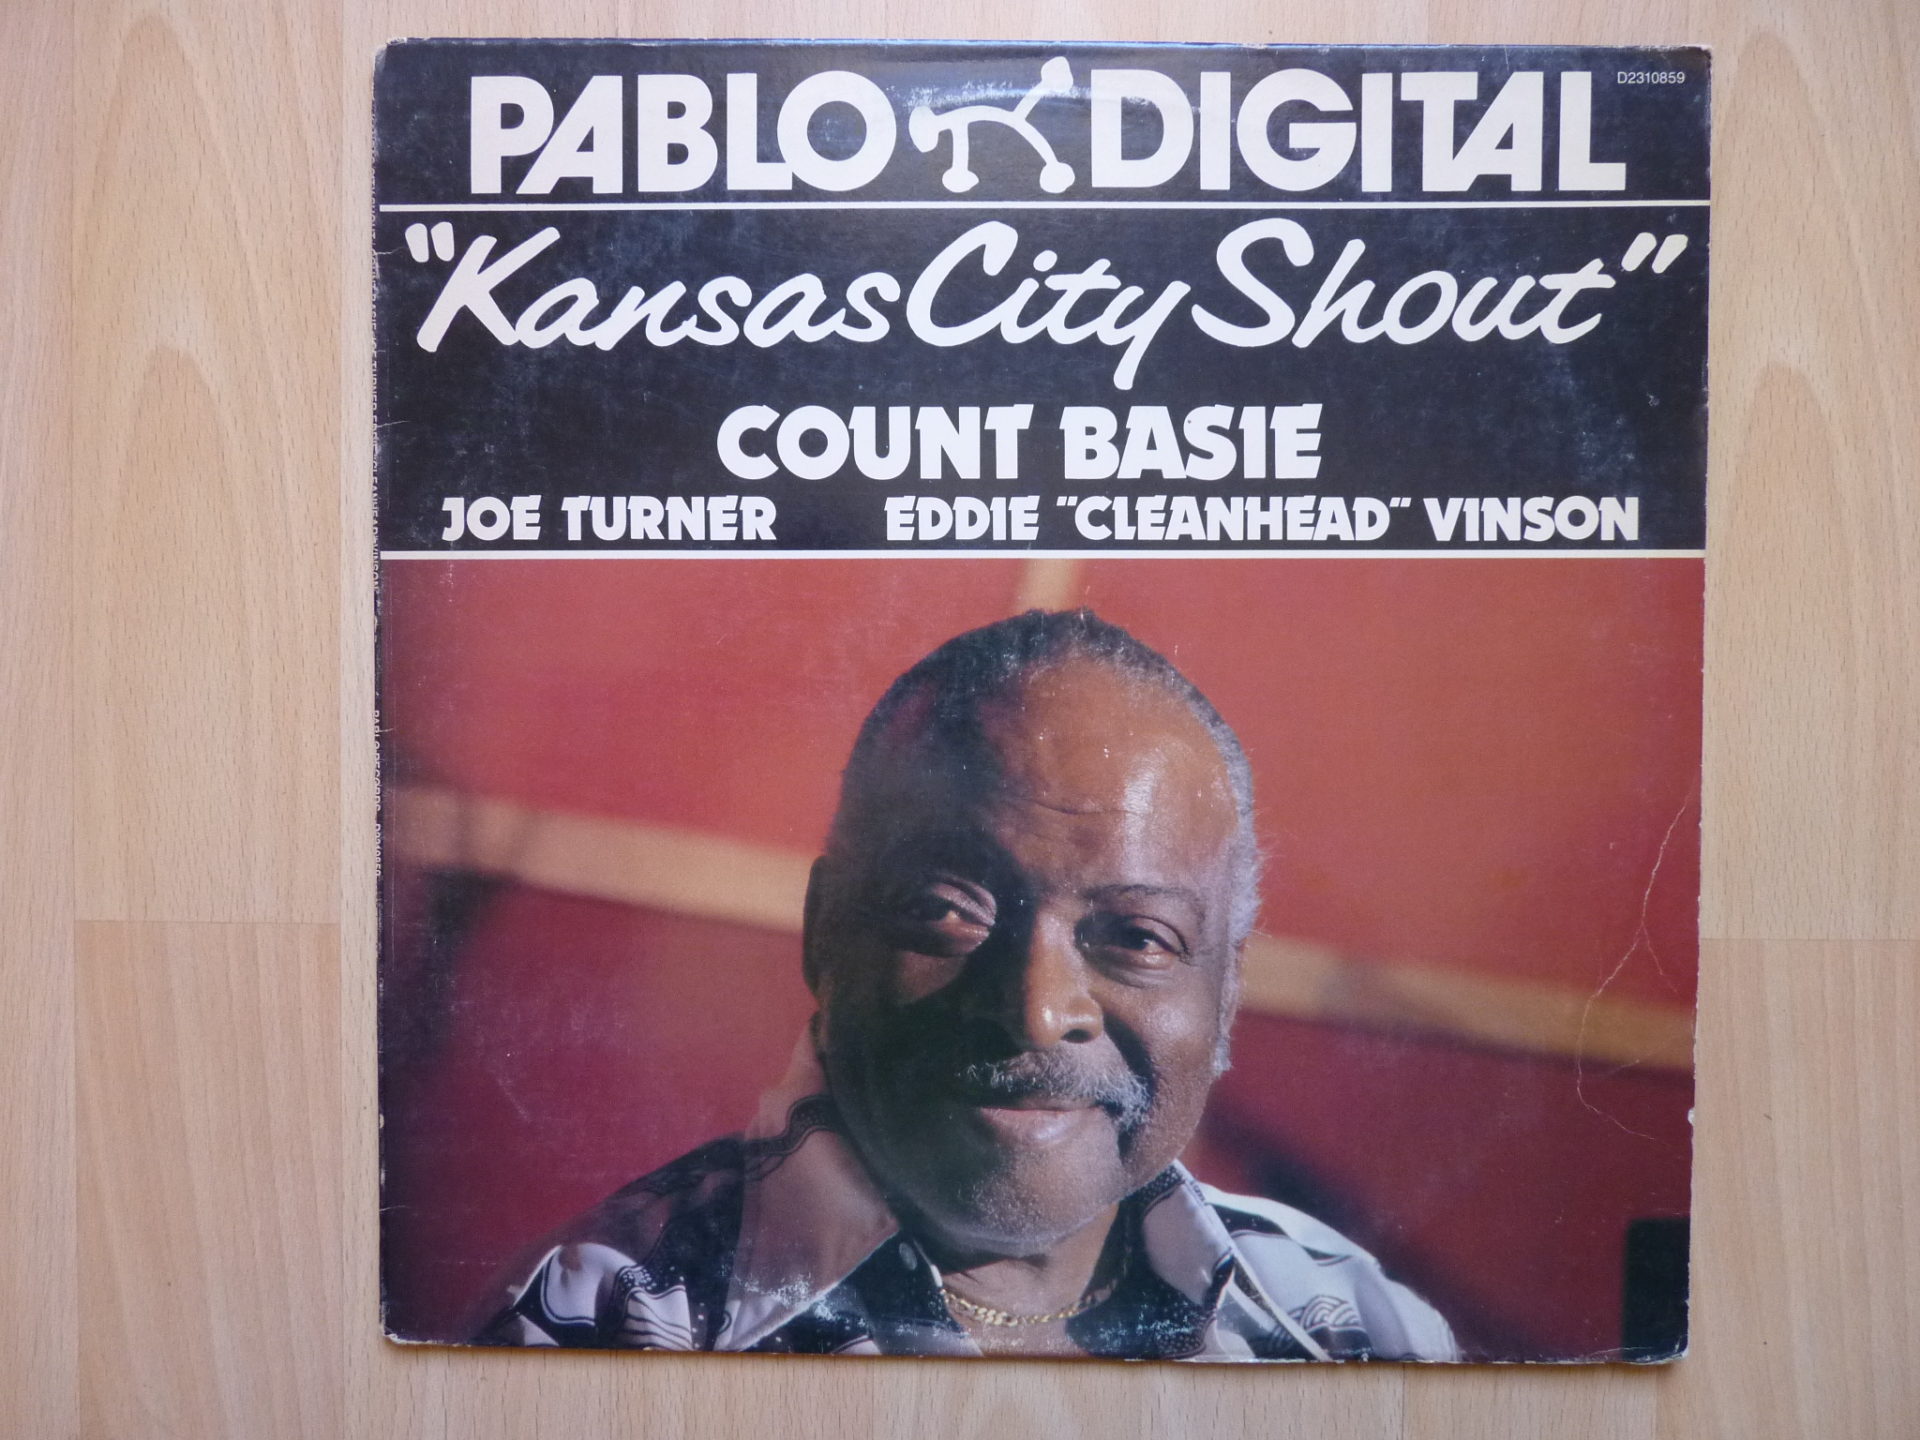 PABLO DIGITAL
D2310859
"Kansas City Shout"
COUNT BASIE
JOE TURNER EDDIE "CLEANHEAD" VINSON